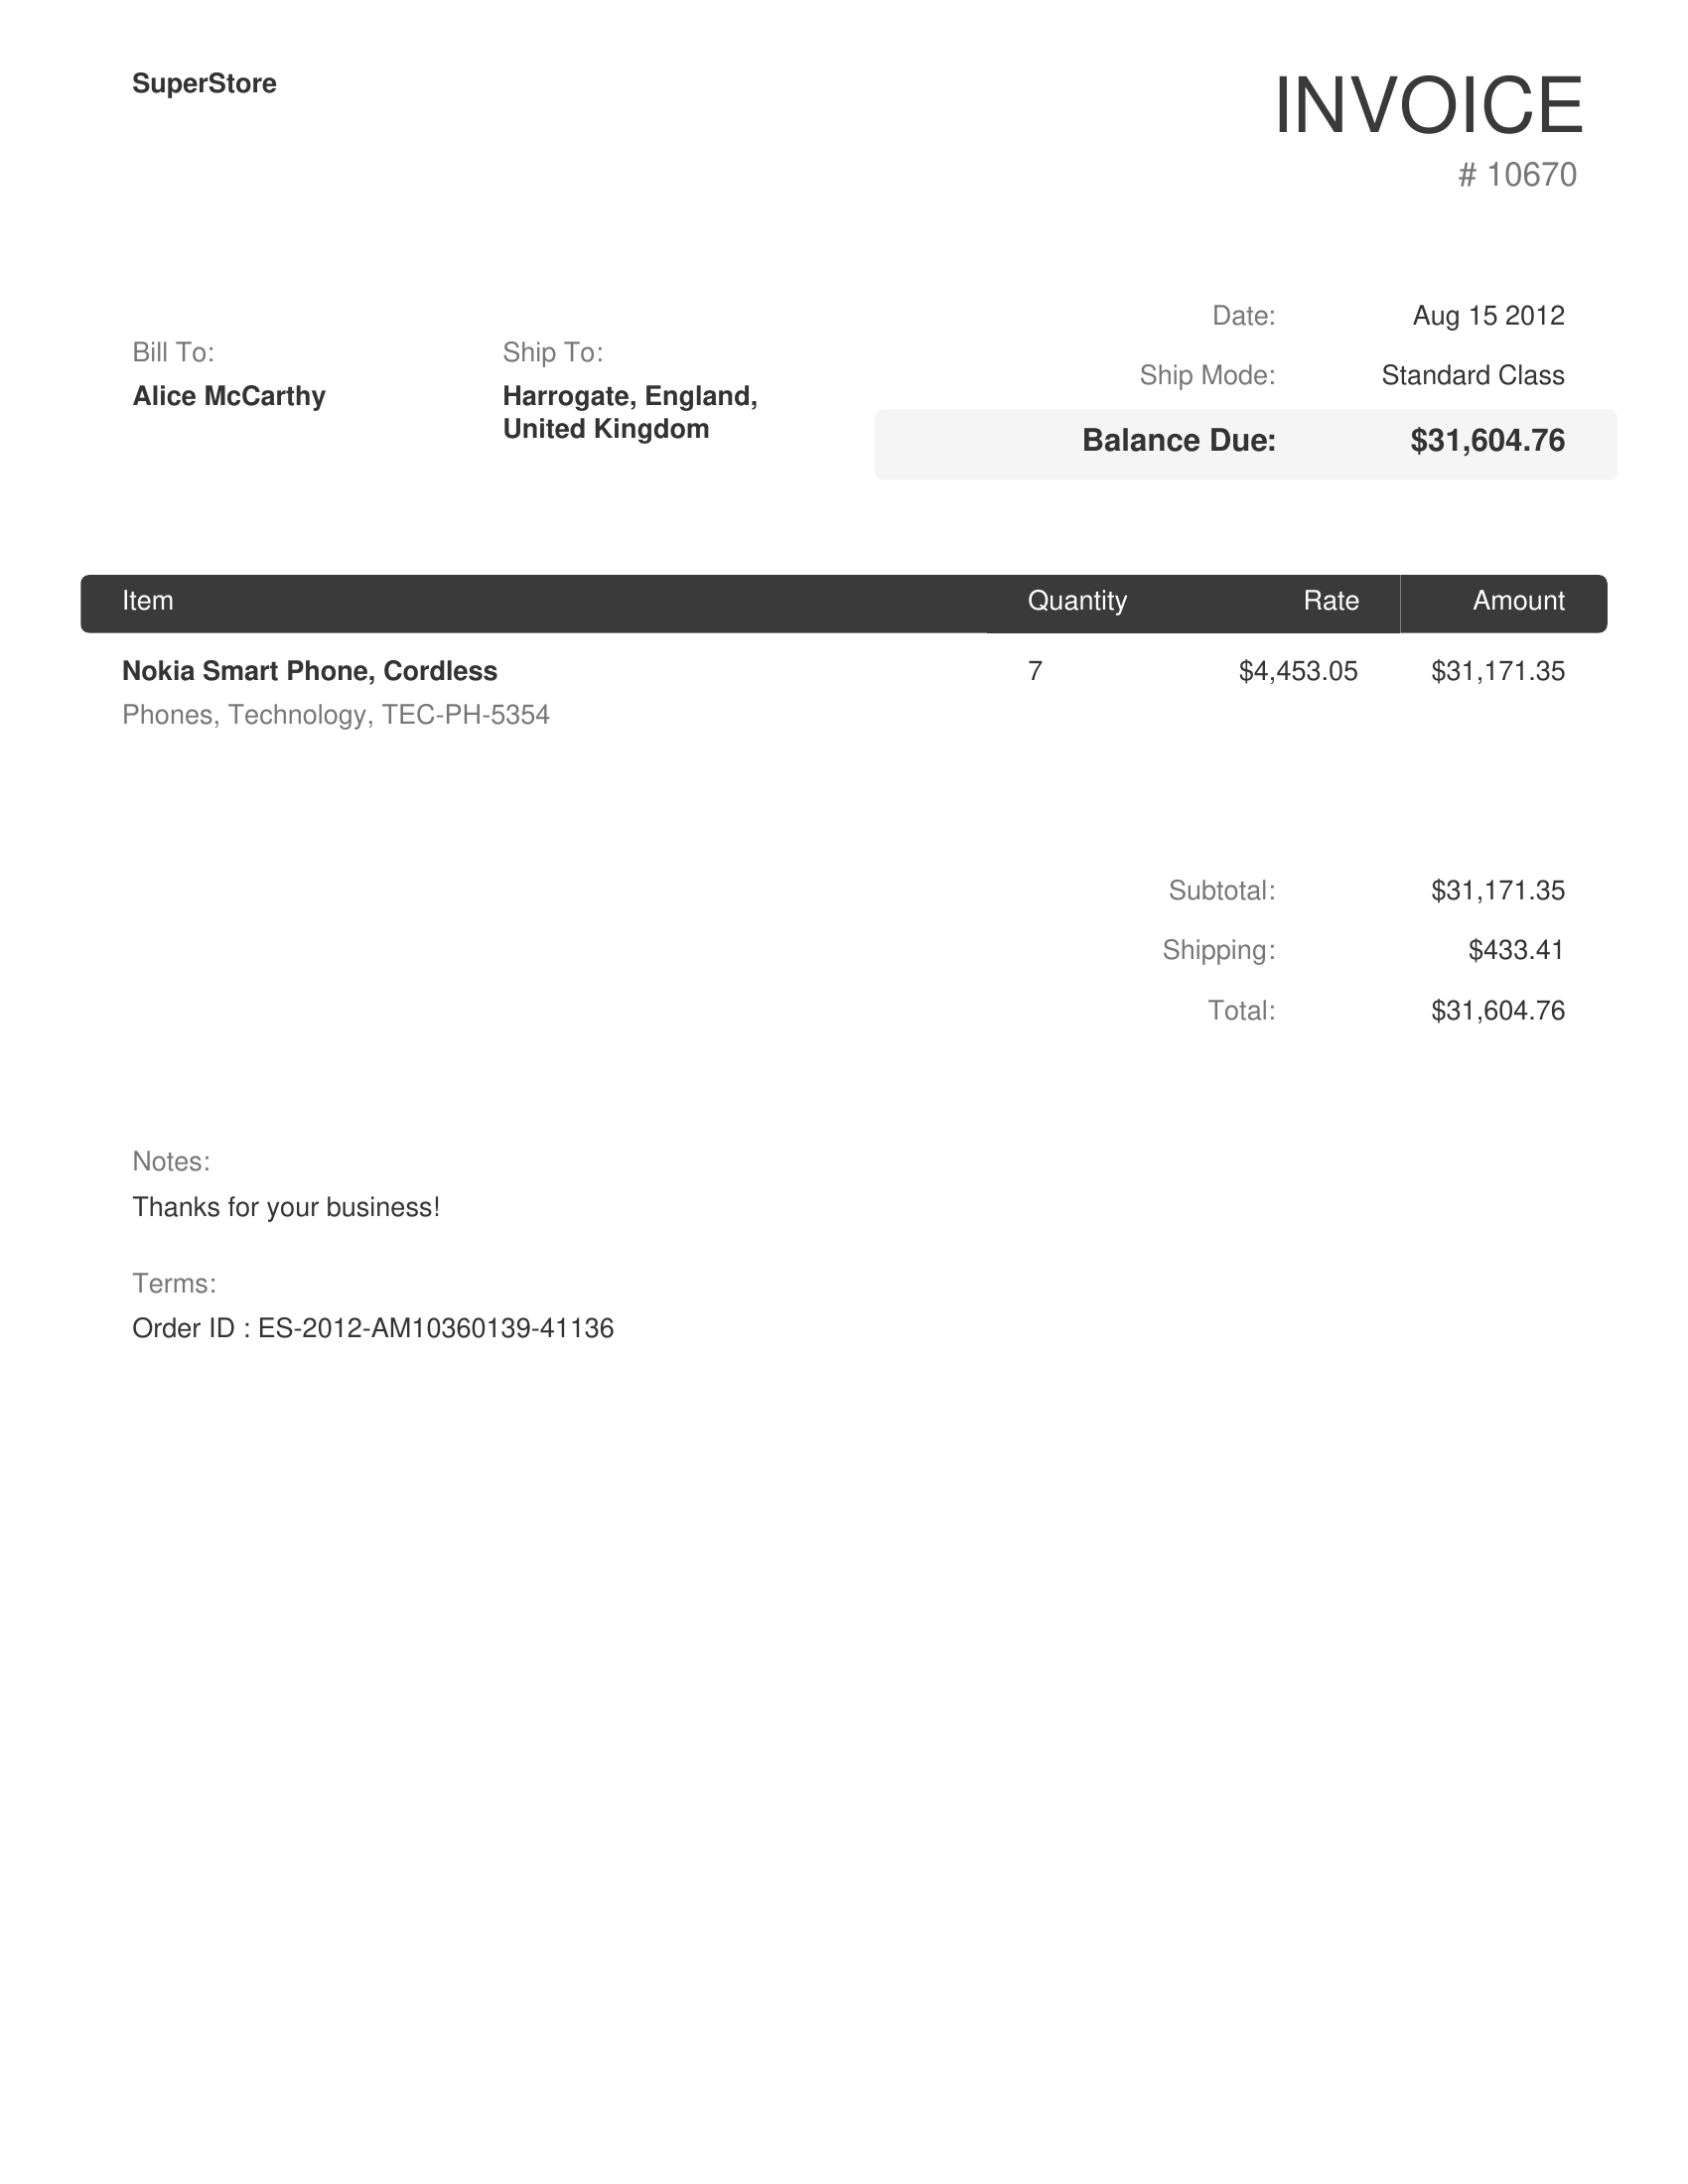 SuperStore
INVOICE
# 10670
Date: Aug 15 2012
Ship Mode: Standard Class
Balance Due: $31,604.76
Bill To:
Alice McCarthy
Ship To:
Harrogate, England,
United Kingdom
Item Quantity Rate Amount
Nokia Smart Phone, Cordless 7 $4,453.05 $31,171.35
Phones, Technology, TEC-PH-5354
Subtotal: $31,171.35
Shipping: $433.41
Total: $31,604.76
Notes:
Thanks for your business!
Terms:
Order ID : ES-2012-AM10360139-41136